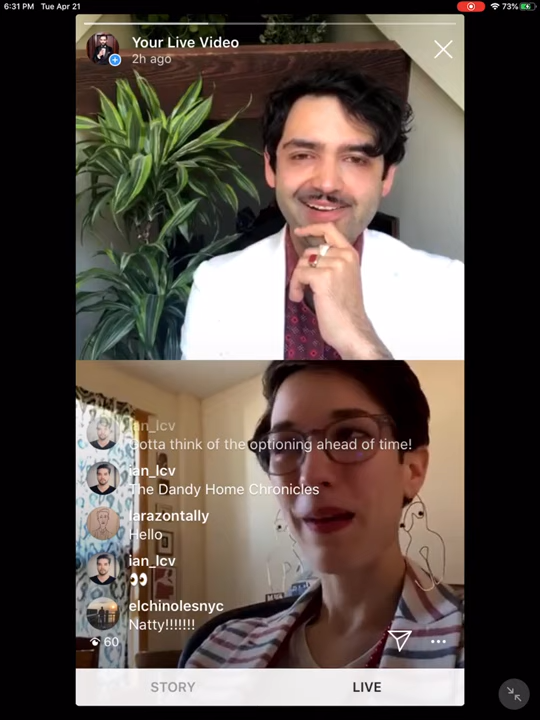 6:31 PM Tue Apr 21
73%
Your Live Video
2h ago
ian_lcv
Gotta think of the optioning ahead of time!
ian_lcv
The Dandy Home Chronicles
larazontally
Hello
ian_lcv
👀
elchinolesnyc
Natty!!!!!!!
60
STORY LIVE